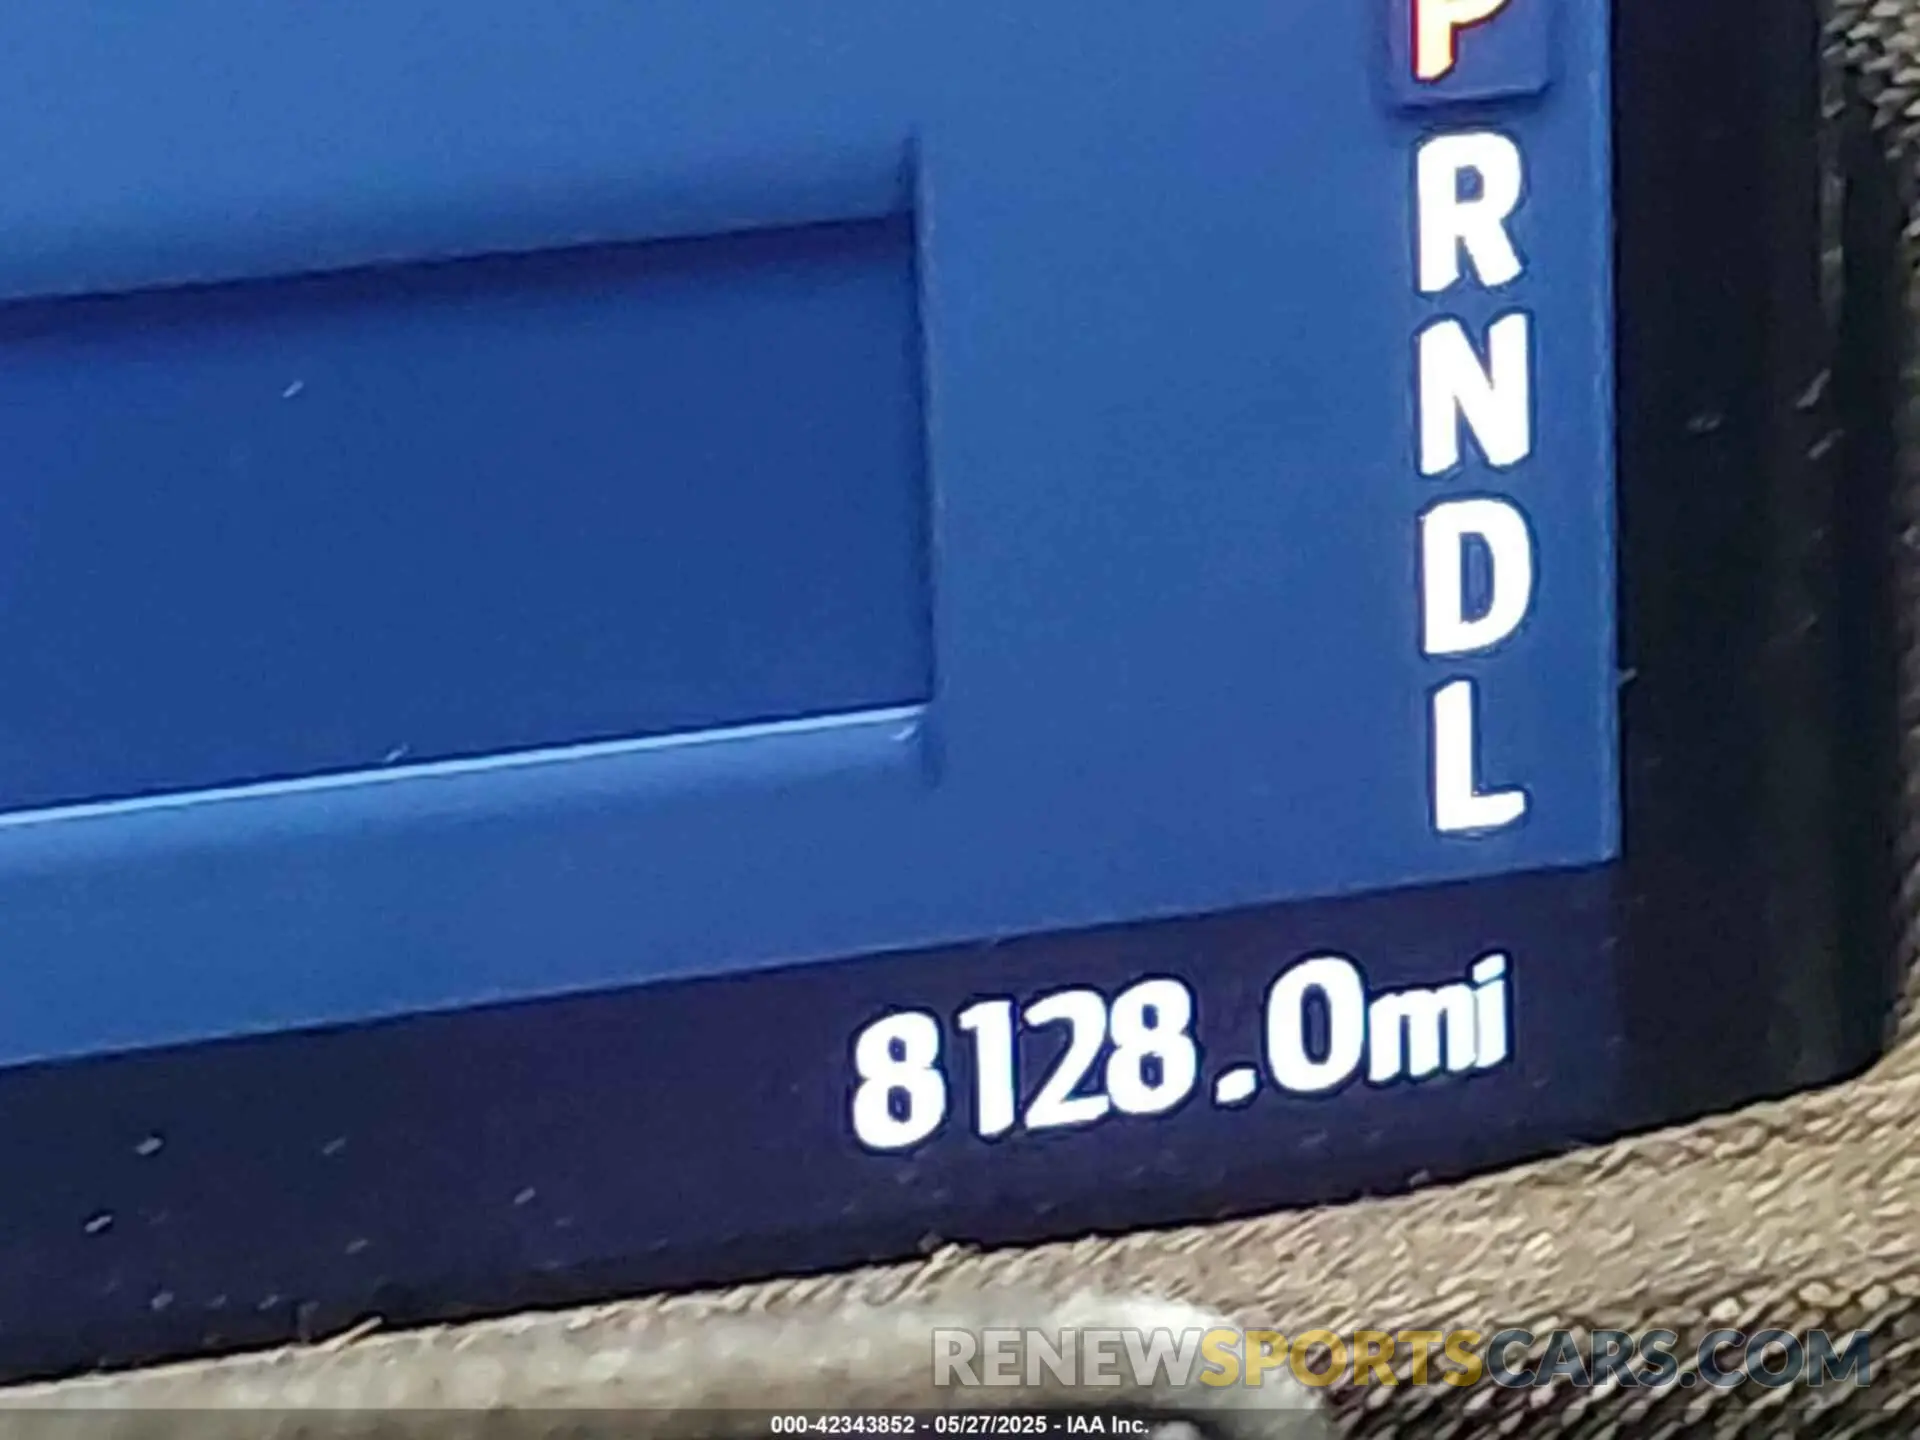 P
R
N
D
L
8128.0mi
RENEWSPORTSCARS.COM
000-42343852 - 05/27/2025 - IAA Inc.